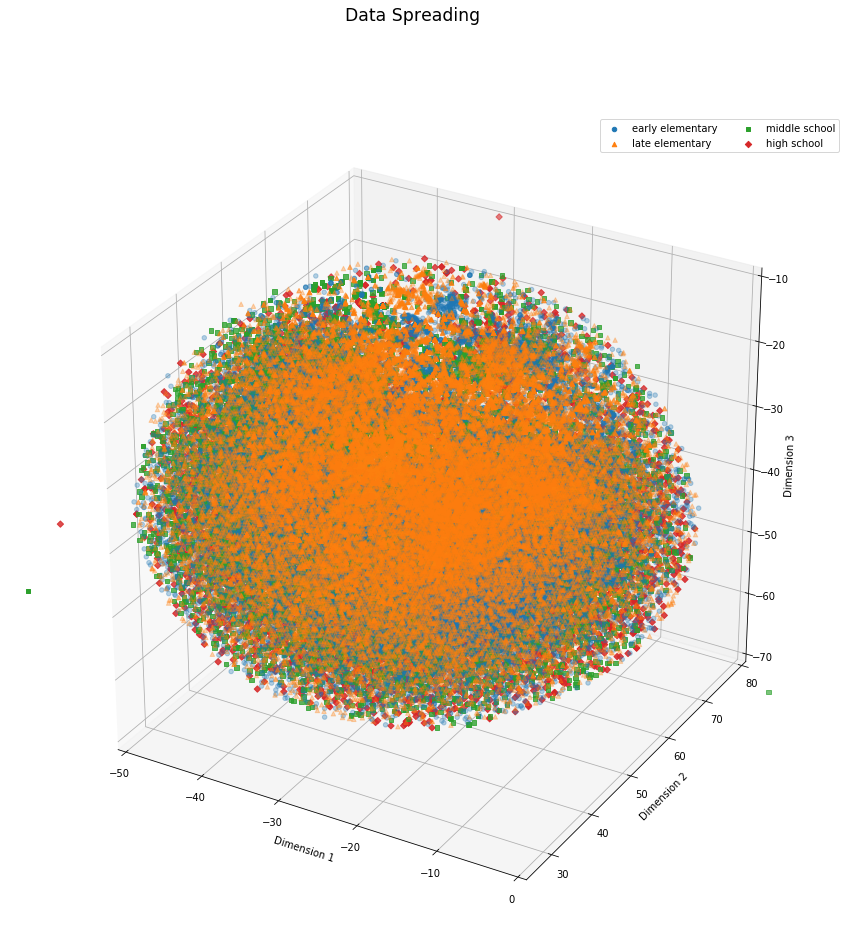 Data Spreading
early elementary
late elementary
middle school
high school
−10
−20
−30
−40
−50
−60
−70
Dimension 3
80
70
60
50
40
30
Dimension 2
−50
−40
−30
−20
−10
0
Dimension 1